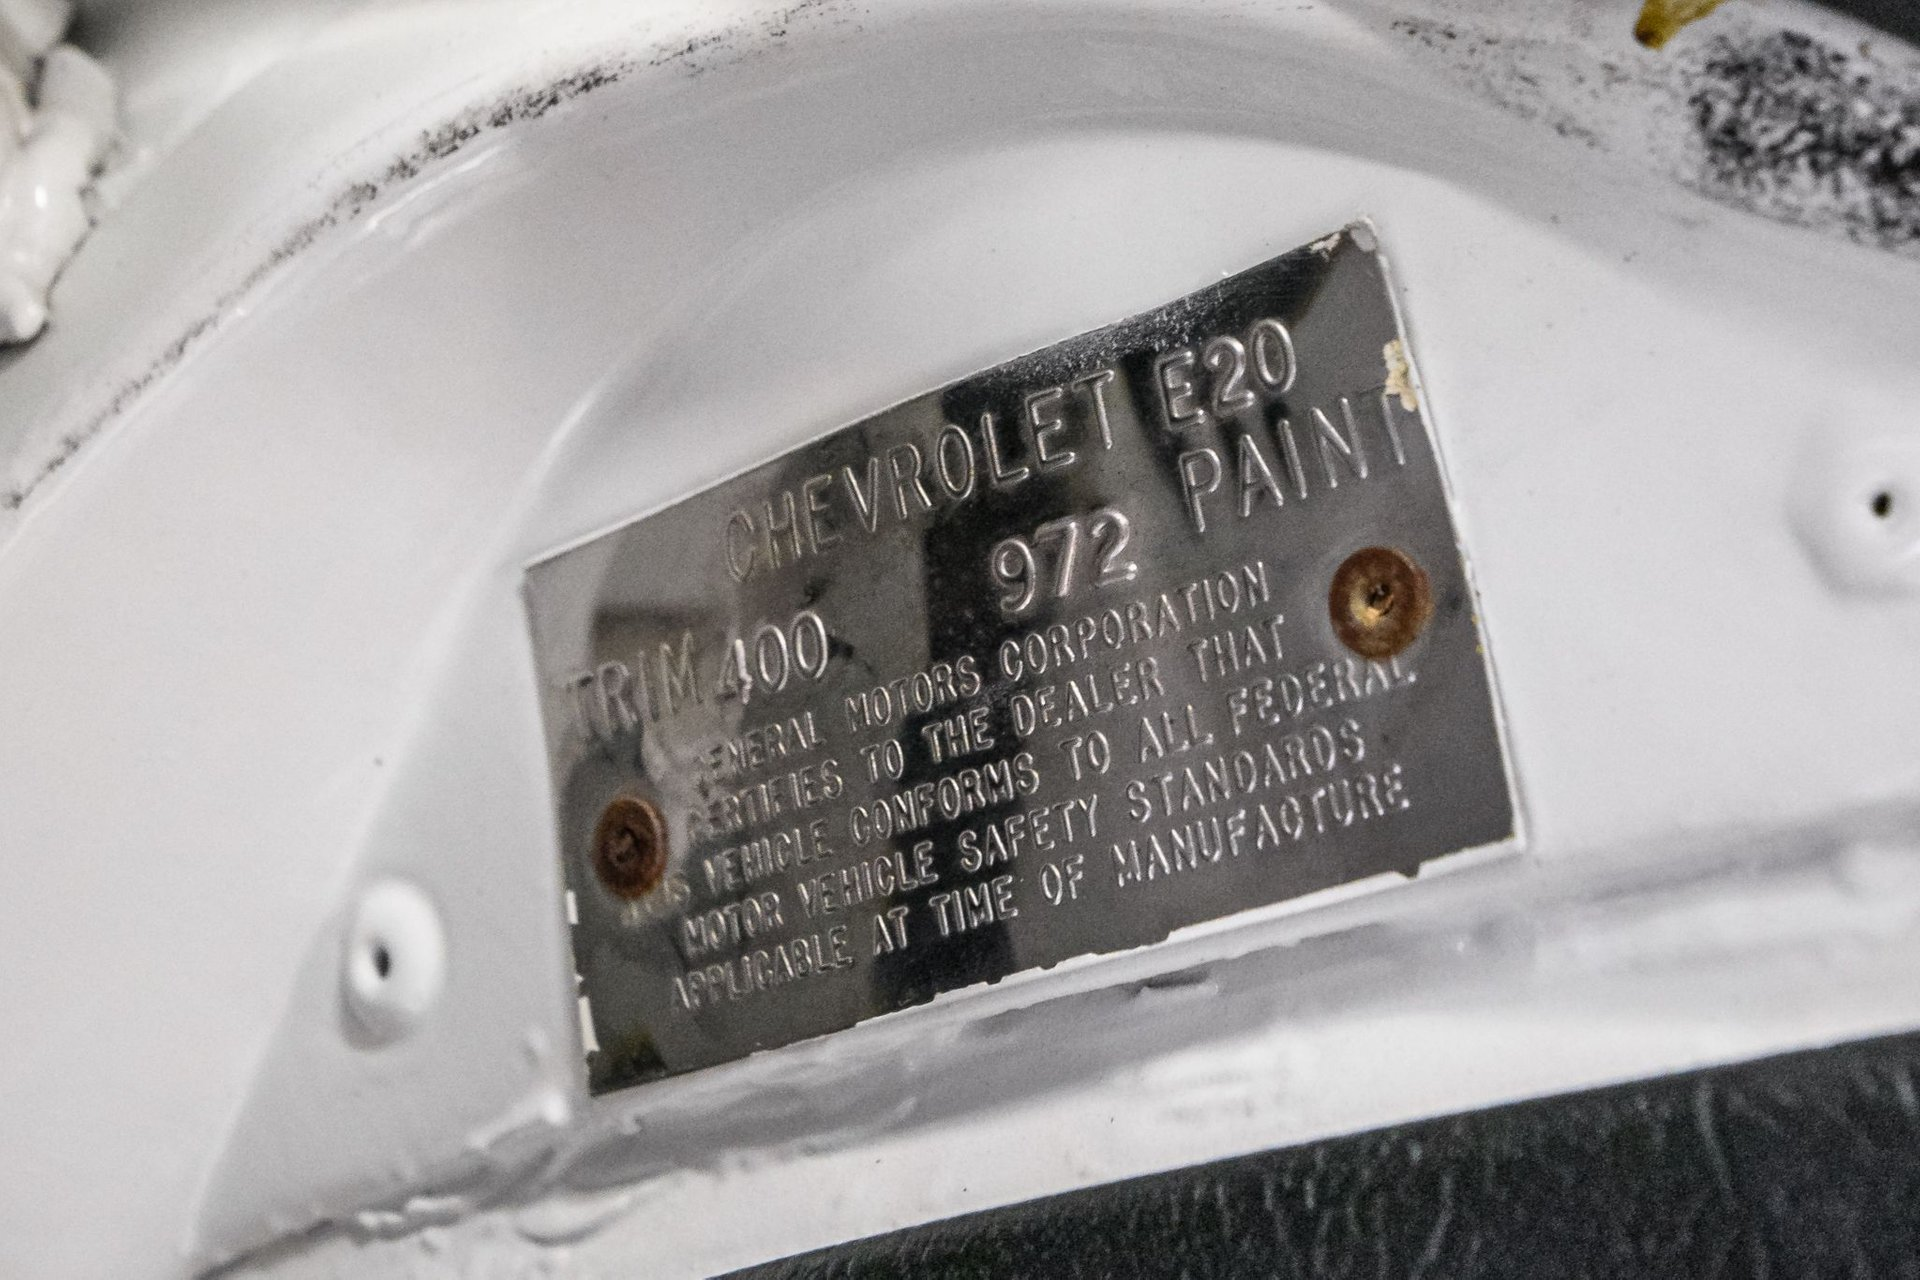 CHEVROLET E20
TRIM 400 972 PAINT
GENERAL MOTORS CORPORATION
CERTIFIES TO THE DEALER THAT
THIS VEHICLE CONFORMS TO ALL FEDERAL
MOTOR VEHICLE SAFETY STANDARDS
APPLICABLE AT TIME OF MANUFACTURE